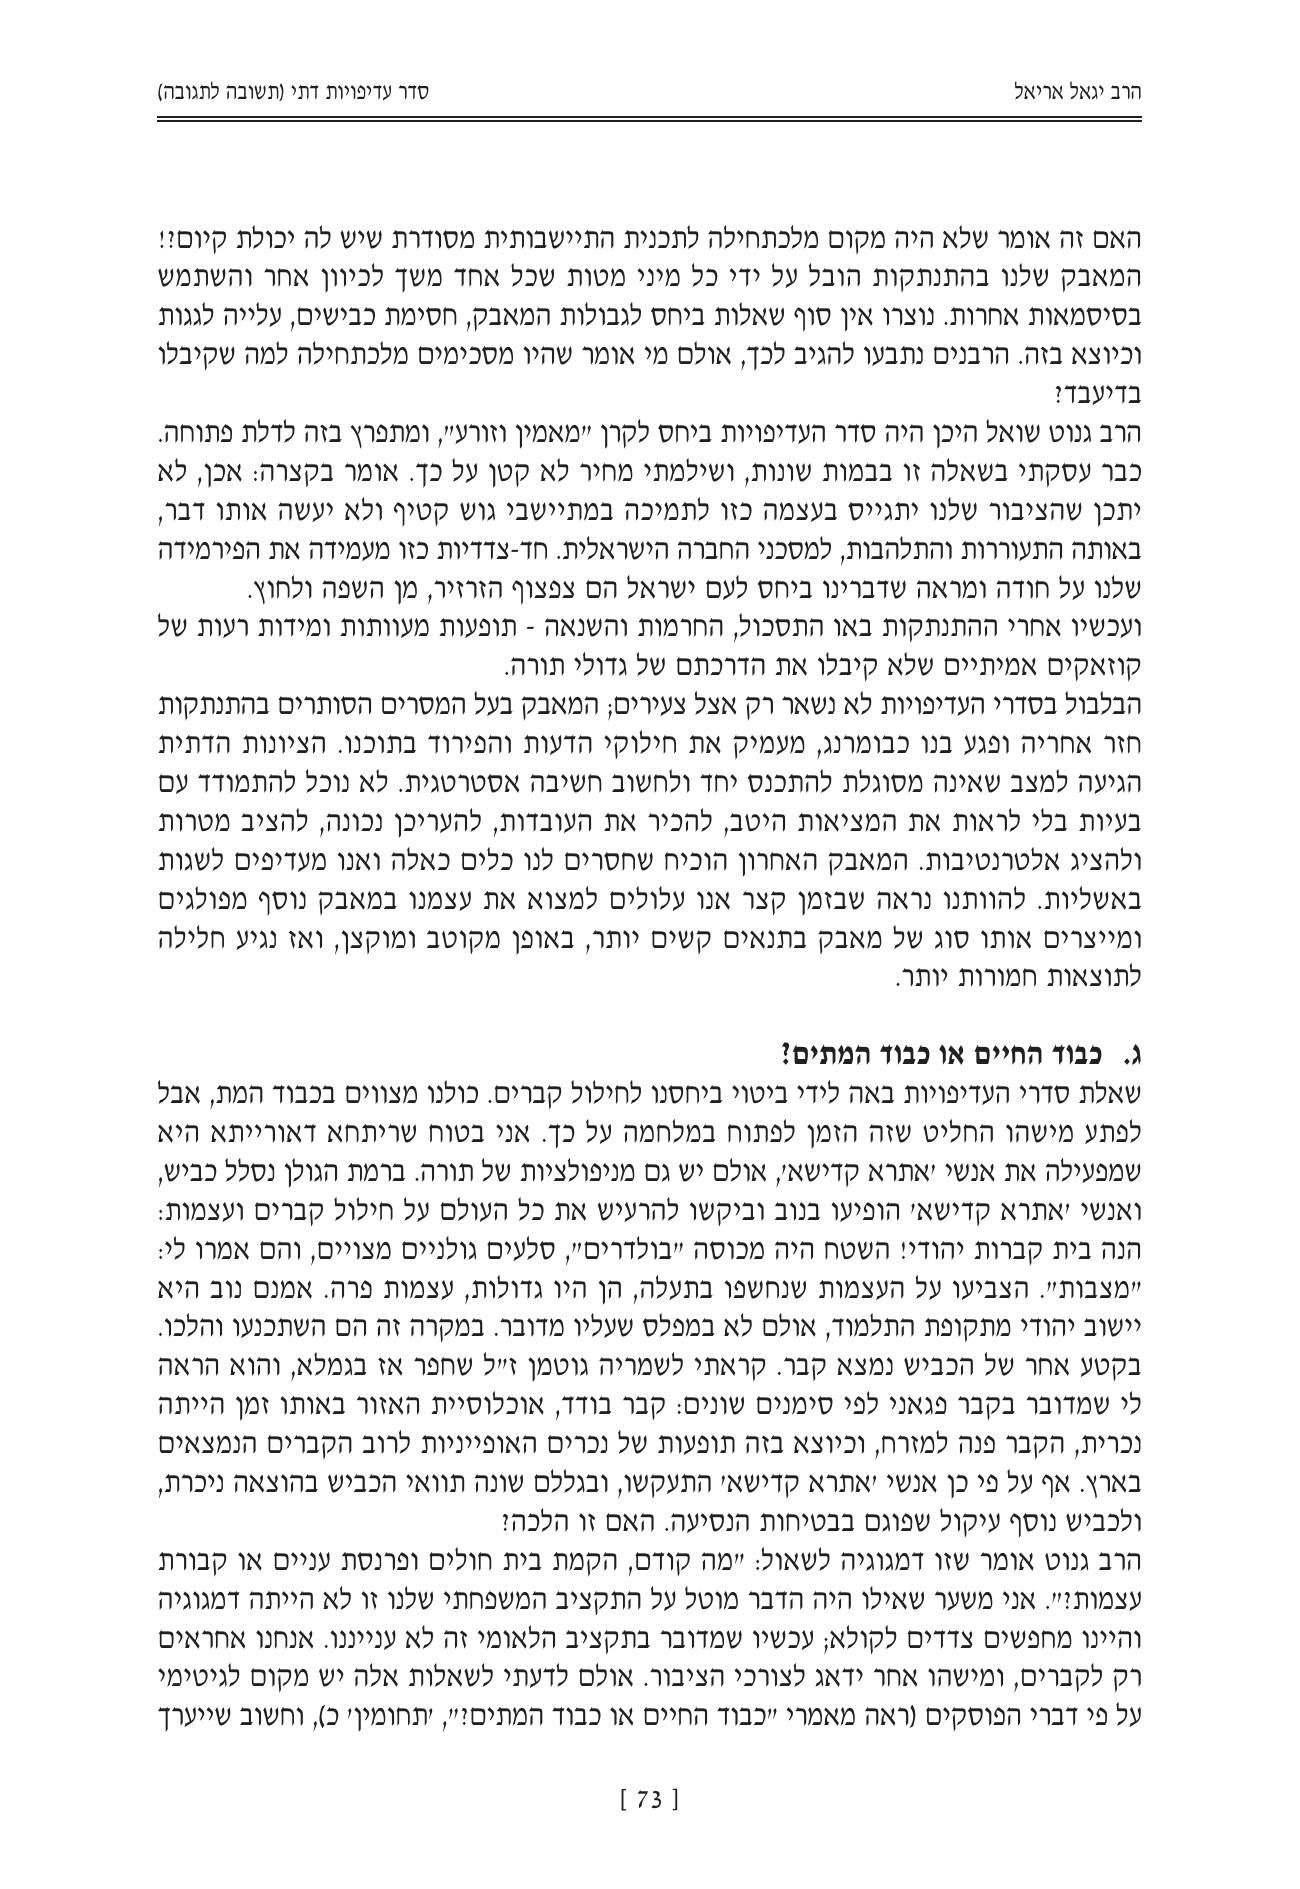 הרב יגאל אריאל
סדר עדיפויות דתי (תשובה לתגובה)
האם זה אומר שלא היה מקום מלכתחילה לתכנית התיישבותית מסודרת שיש לה יכולת קיום?!
המאבק שלנו בהתנתקות הובל על ידי כל מיני מטות שכל אחד משך לכיוון אחר והשתמש
בסיסמאות אחרות. נוצרו אין סוף שאלות ביחס לגבולות המאבק, חסימת כבישים, עלייה לגגות
וכיוצא בזה. הרבנים נתבעו להגיב לכך, אולם מי אומר שהיו מסכימים מלכתחילה למה שקיבלו
בדיעבד?
הרב גנוט שואל היכן היה סדר העדיפויות ביחס לקרן "מאמין וזורע", ומתפרץ בזה לדלת פתוחה.
כבר עסקתי בשאלה זו בבמות שונות, ושילמתי מחיר לא קטן על כך. אומר בקצרה: אכן, לא
יתכן שהציבור שלנו יתגייס בעצמה כזו לתמיכה במתיישבי גוש קטיף ולא יעשה אותו דבר,
באותה התעוררות והתלהבות, למסכני החברה הישראלית. חד-צדדיות כזו מעמידה את הפירמידה
שלנו על חודה ומראה שדברינו ביחס לעם ישראל הם צפצוף הזרזיר, מן השפה ולחוץ.
ועכשיו אחרי ההתנתקות באו התסכול, החרמות והשנאה - תופעות מעוותות ומידות רעות של
קוזאקים אמיתיים שלא קיבלו את הדרכתם של גדולי תורה.
הבלבול בסדרי העדיפויות לא נשאר רק אצל צעירים; המאבק בעל המסרים הסותרים בהתנתקות
חזר אחריה ופגע בנו כבומרנג, מעמיק את חילוקי הדעות והפירוד בתוכנו. הציונות הדתית
הגיעה למצב שאינה מסוגלת להתכנס יחד ולחשוב חשיבה אסטרטגית. לא נוכל להתמודד עם
בעיות בלי לראות את המציאות היטב, להכיר את העובדות, להעריכן נכונה, להציב מטרות
ולהציג אלטרנטיבות. המאבק האחרון הוכיח שחסרים לנו כלים כאלה ואנו מעדיפים לשגות
באשליות. להוותנו נראה שבזמן קצר אנו עלולים למצוא את עצמנו במאבק נוסף מפולגים
ומייצרים אותו סוג של מאבק בתנאים קשים יותר, באופן מקוטב ומוקצן, ואז נגיע חלילה
לתוצאות חמורות יותר.
ג. כבוד החיים או כבוד המתים?
שאלת סדרי העדיפויות באה לידי ביטוי ביחסנו לחילול קברים. כולנו מצווים בכבוד המת, אבל
לפתע מישהו החליט שזה הזמן לפתוח במלחמה על כך. אני בטוח שריתחא דאורייתא היא
שמפעילה את אנשי 'אתרא קדישא', אולם יש גם מניפולציות של תורה. ברמת הגולן נסלל כביש,
ואנשי 'אתרא קדישא' הופיעו בנוב וביקשו להרעיש את כל העולם על חילול קברים ועצמות:
הנה בית קברות יהודי! השטח היה מכוסה "בולדרים", סלעים גולניים מצויים, והם אמרו לי:
"מצבות". הצביעו על העצמות שנחשפו בתעלה, הן היו גדולות, עצמות פרה. אמנם נוב היא
יישוב יהודי מתקופת התלמוד, אולם לא במפלס שעליו מדובר. במקרה זה הם השתכנעו והלכו.
בקטע אחר של הכביש נמצא קבר. קראתי לשמריה גוטמן ז"ל שחפר אז בגמלא, והוא הראה
לי שמדובר בקבר פגאני לפי סימנים שונים: קבר בודד, אוכלוסיית האזור באותו זמן הייתה
נכרית, הקבר פנה למזרח, וכיוצא בזה תופעות של נכרים האופייניות לרוב הקברים הנמצאים
בארץ. אף על פי כן אנשי 'אתרא קדישא' התעקשו, ובגללם שונה תוואי הכביש בהוצאה ניכרת,
ולכביש נוסף עיקול שפוגם בבטיחות הנסיעה. האם זו הלכה?
הרב גנוט אומר שזו דמגוגיה לשאול: "מה קודם, הקמת בית חולים ופרנסת עניים או קבורת
עצמות?". אני משער שאילו היה הדבר מוטל על התקציב המשפחתי שלנו זו לא הייתה דמגוגיה
והיינו מחפשים צדדים לקולא; עכשיו שמדובר בתקציב הלאומי זה לא ענייננו. אנחנו אחראים
רק לקברים, ומישהו אחר ידאג לצורכי הציבור. אולם לדעתי לשאלות אלה יש מקום לגיטימי
על פי דברי הפוסקים (ראה מאמרי "כבוד החיים או כבוד המתים?", 'תחומין' כ), וחשוב שייערך
[ 73 ]